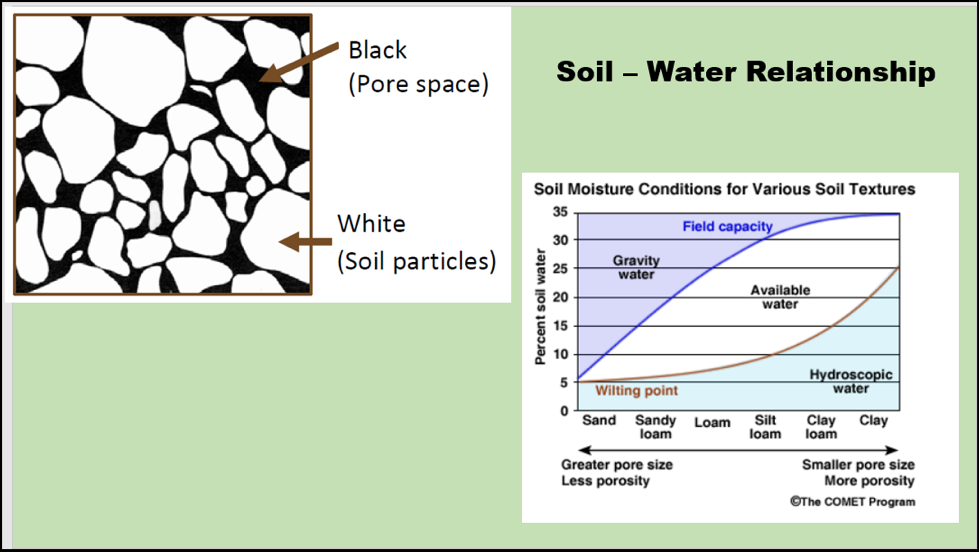 Black
(Pore space)
White
(Soil particles)
Soil – Water Relationship
Soil Moisture Conditions for Various Soil Textures
Percent soil water
35
30
25
20
15
10
5
0
Field capacity
Gravity
water
Available
water
Wilting point
Hydroscopic
water
Sand
Sandy
loam
Loam
Silt
loam
Clay
loam
Clay
Greater pore size
Less porosity
Smaller pore size
More porosity
©The COMET Program